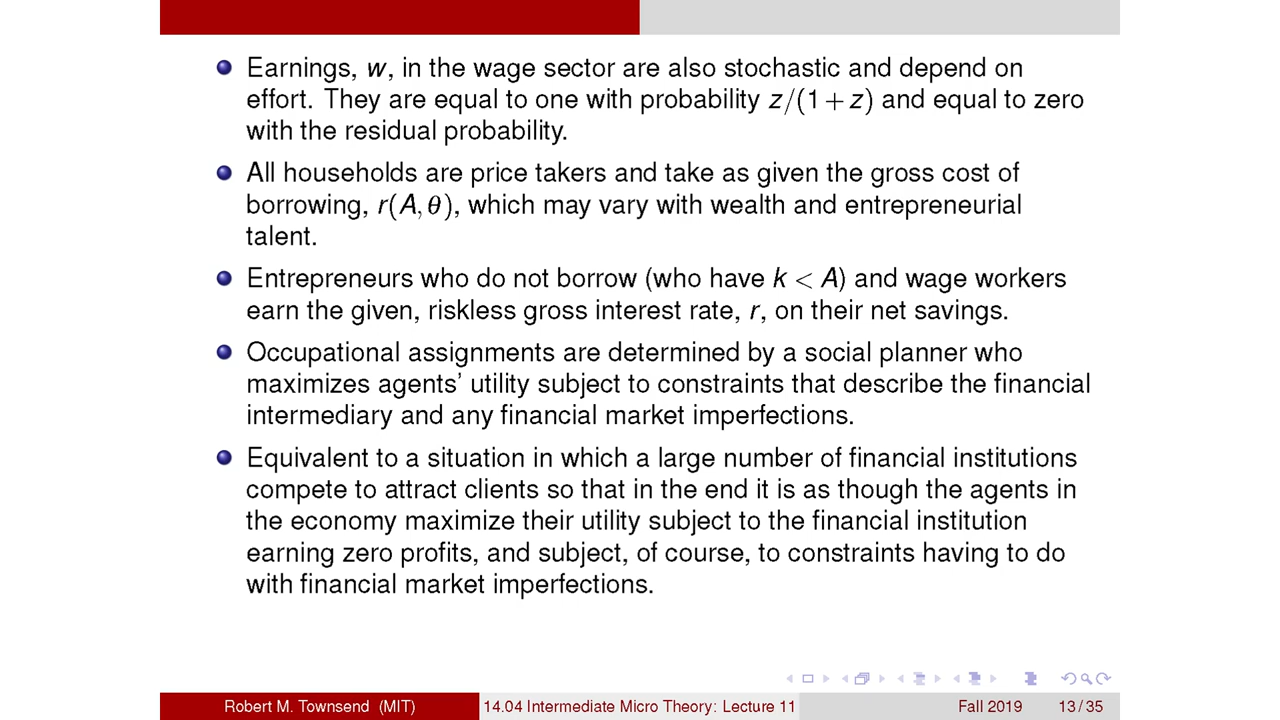 Earnings, w, in the wage sector are also stochastic and depend on
effort. They are equal to one with probability z/(1+z) and equal to zero
with the residual probability.
All households are price takers and take as given the gross cost of
borrowing, r(A,θ), which may vary with wealth and entrepreneurial
talent.
Entrepreneurs who do not borrow (who have k < A) and wage workers
earn the given, riskless gross interest rate, r, on their net savings.
Occupational assignments are determined by a social planner who
maximizes agents' utility subject to constraints that describe the financial
intermediary and any financial market imperfections.
Equivalent to a situation in which a large number of financial institutions
compete to attract clients so that in the end it is as though the agents in
the economy maximize their utility subject to the financial institution
earning zero profits, and subject, of course, to constraints having to do
with financial market imperfections.
Robert M. Townsend (MIT) 14.04 Intermediate Micro Theory: Lecture 11 Fall 2019 13 / 35